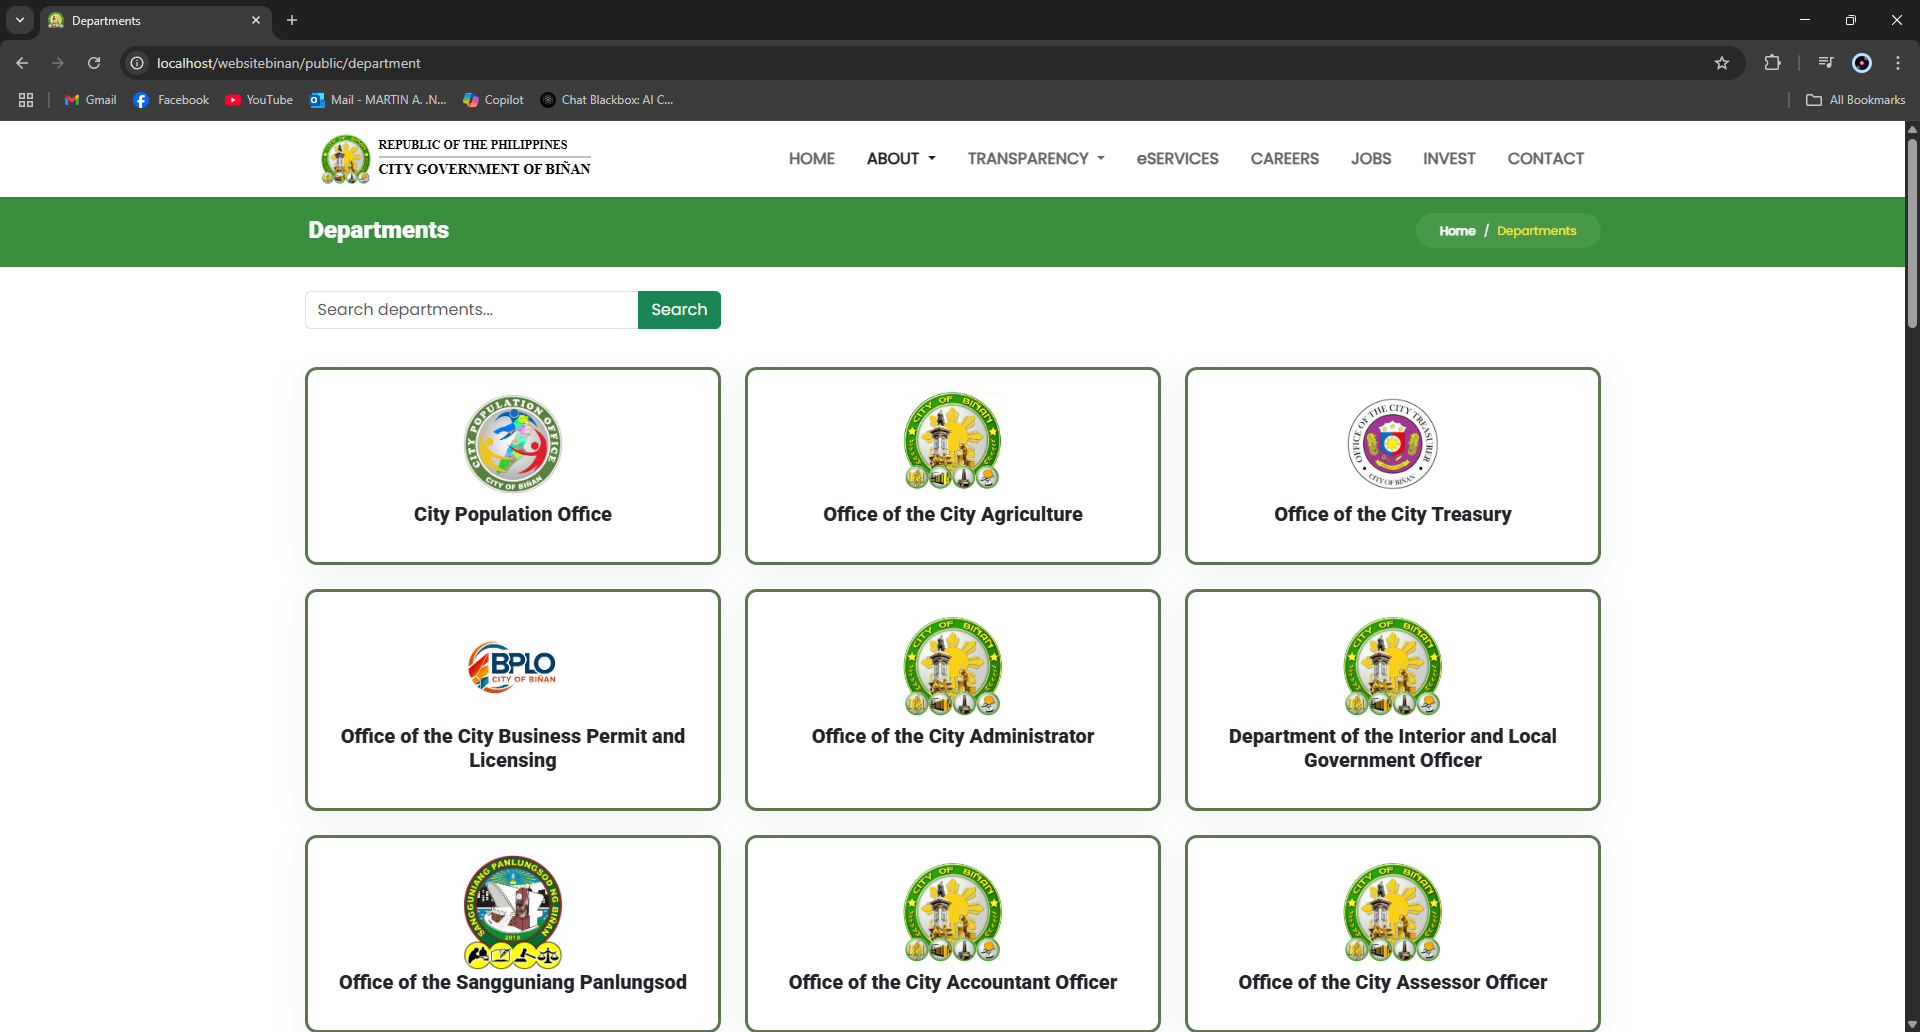 Departments
localhost/websitebinan/public/department
Gmail
Facebook
YouTube
Mail - MARTIN A. .N...
Copilot
Chat Blackbox: AI C...
All Bookmarks
REPUBLIC OF THE PHILIPPINES
CITY GOVERNMENT OF BIÑAN
HOME
ABOUT
TRANSPARENCY
eSERVICES
CAREERS
JOBS
INVEST
CONTACT
Departments
Home / Departments
Search departments...
Search
CITY POPULATION OFFICE
CITY OF BIÑAN
City Population Office
CITY OF BIÑAN
Office of the City Agriculture
OFFICE OF THE CITY TREASURER
CITY OF BIÑAN
Office of the City Treasury
BPLO
CITY OF BIÑAN
Office of the City Business Permit and
Licensing
CITY OF BIÑAN
Office of the City Administrator
CITY OF BIÑAN
Department of the Interior and Local
Government Officer
SANGGUNIANG PANLUNGSOD NG BIÑAN
2010
Office of the Sangguniang Panlungsod
CITY OF BIÑAN
Office of the City Accountant Officer
CITY OF BIÑAN
Office of the City Assessor Officer